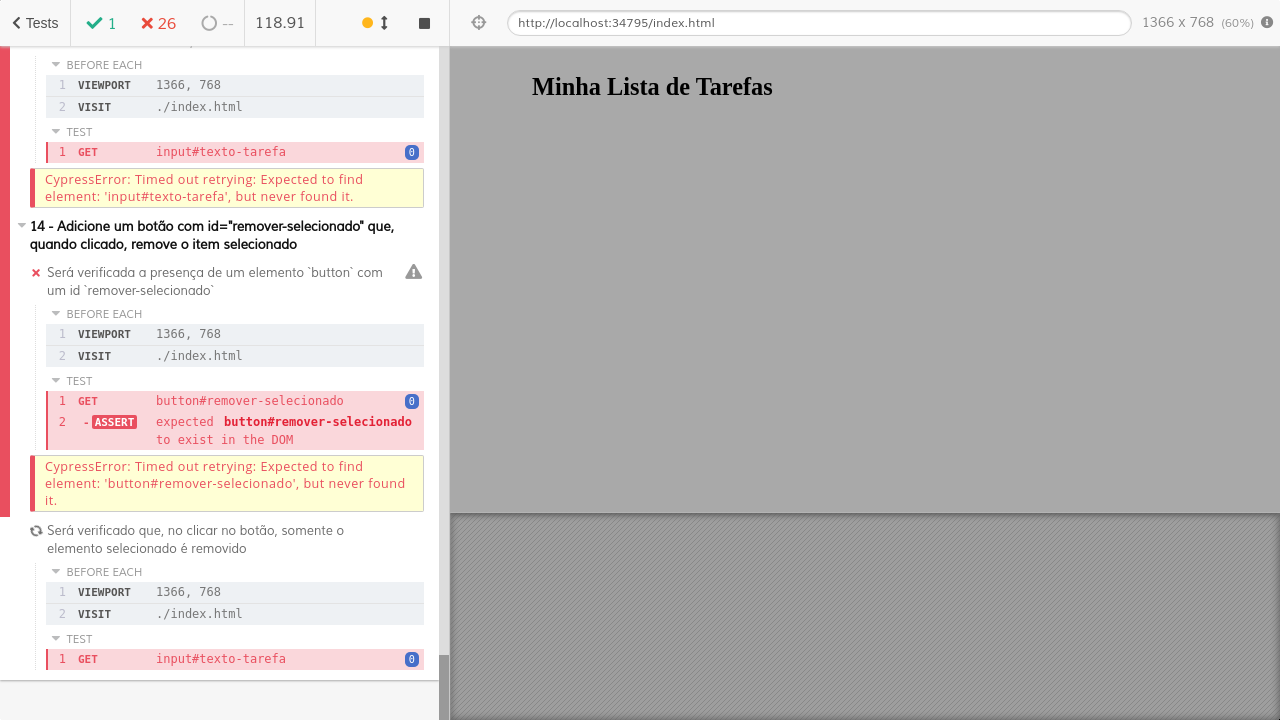 Tests 1 26 -- 118.91
http://localhost:34795/index.html 1366 x 768 (60%)
BEFORE EACH
1 VIEWPORT 1366, 768
2 VISIT ./index.html
TEST
1 GET input#texto-tarefa 0
CypressError: Timed out retrying: Expected to find
element: 'input#texto-tarefa', but never found it.
14 - Adicione um botão com id="remover-selecionado" que,
quando clicado, remove o item selecionado
Será verificada a presença de um elemento `button` com
um id `remover-selecionado`
BEFORE EACH
1 VIEWPORT 1366, 768
2 VISIT ./index.html
TEST
1 GET button#remover-selecionado 0
2 - ASSERT expected button#remover-selecionado
to exist in the DOM
CypressError: Timed out retrying: Expected to find
element: 'button#remover-selecionado', but never found
it.
Será verificado que, no clicar no botão, somente o
elemento selecionado é removido
BEFORE EACH
1 VIEWPORT 1366, 768
2 VISIT ./index.html
TEST
1 GET input#texto-tarefa 0
Minha Lista de Tarefas